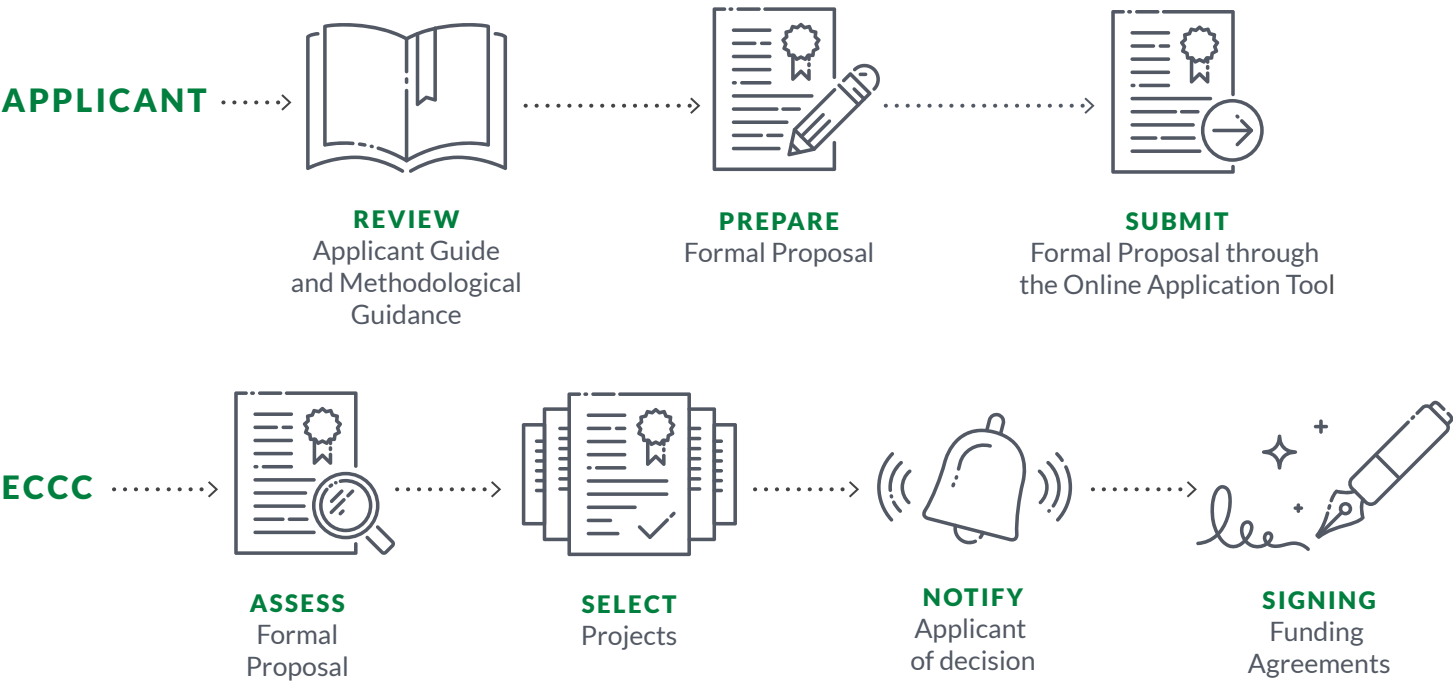 APPLICANT
REVIEW
Applicant Guide
and Methodological
Guidance
PREPARE
Formal Proposal
SUBMIT
Formal Proposal through
the Online Application Tool
ECCC
ASSESS
Formal
Proposal
SELECT
Projects
NOTIFY
Applicant
of decision
SIGNING
Funding
Agreements